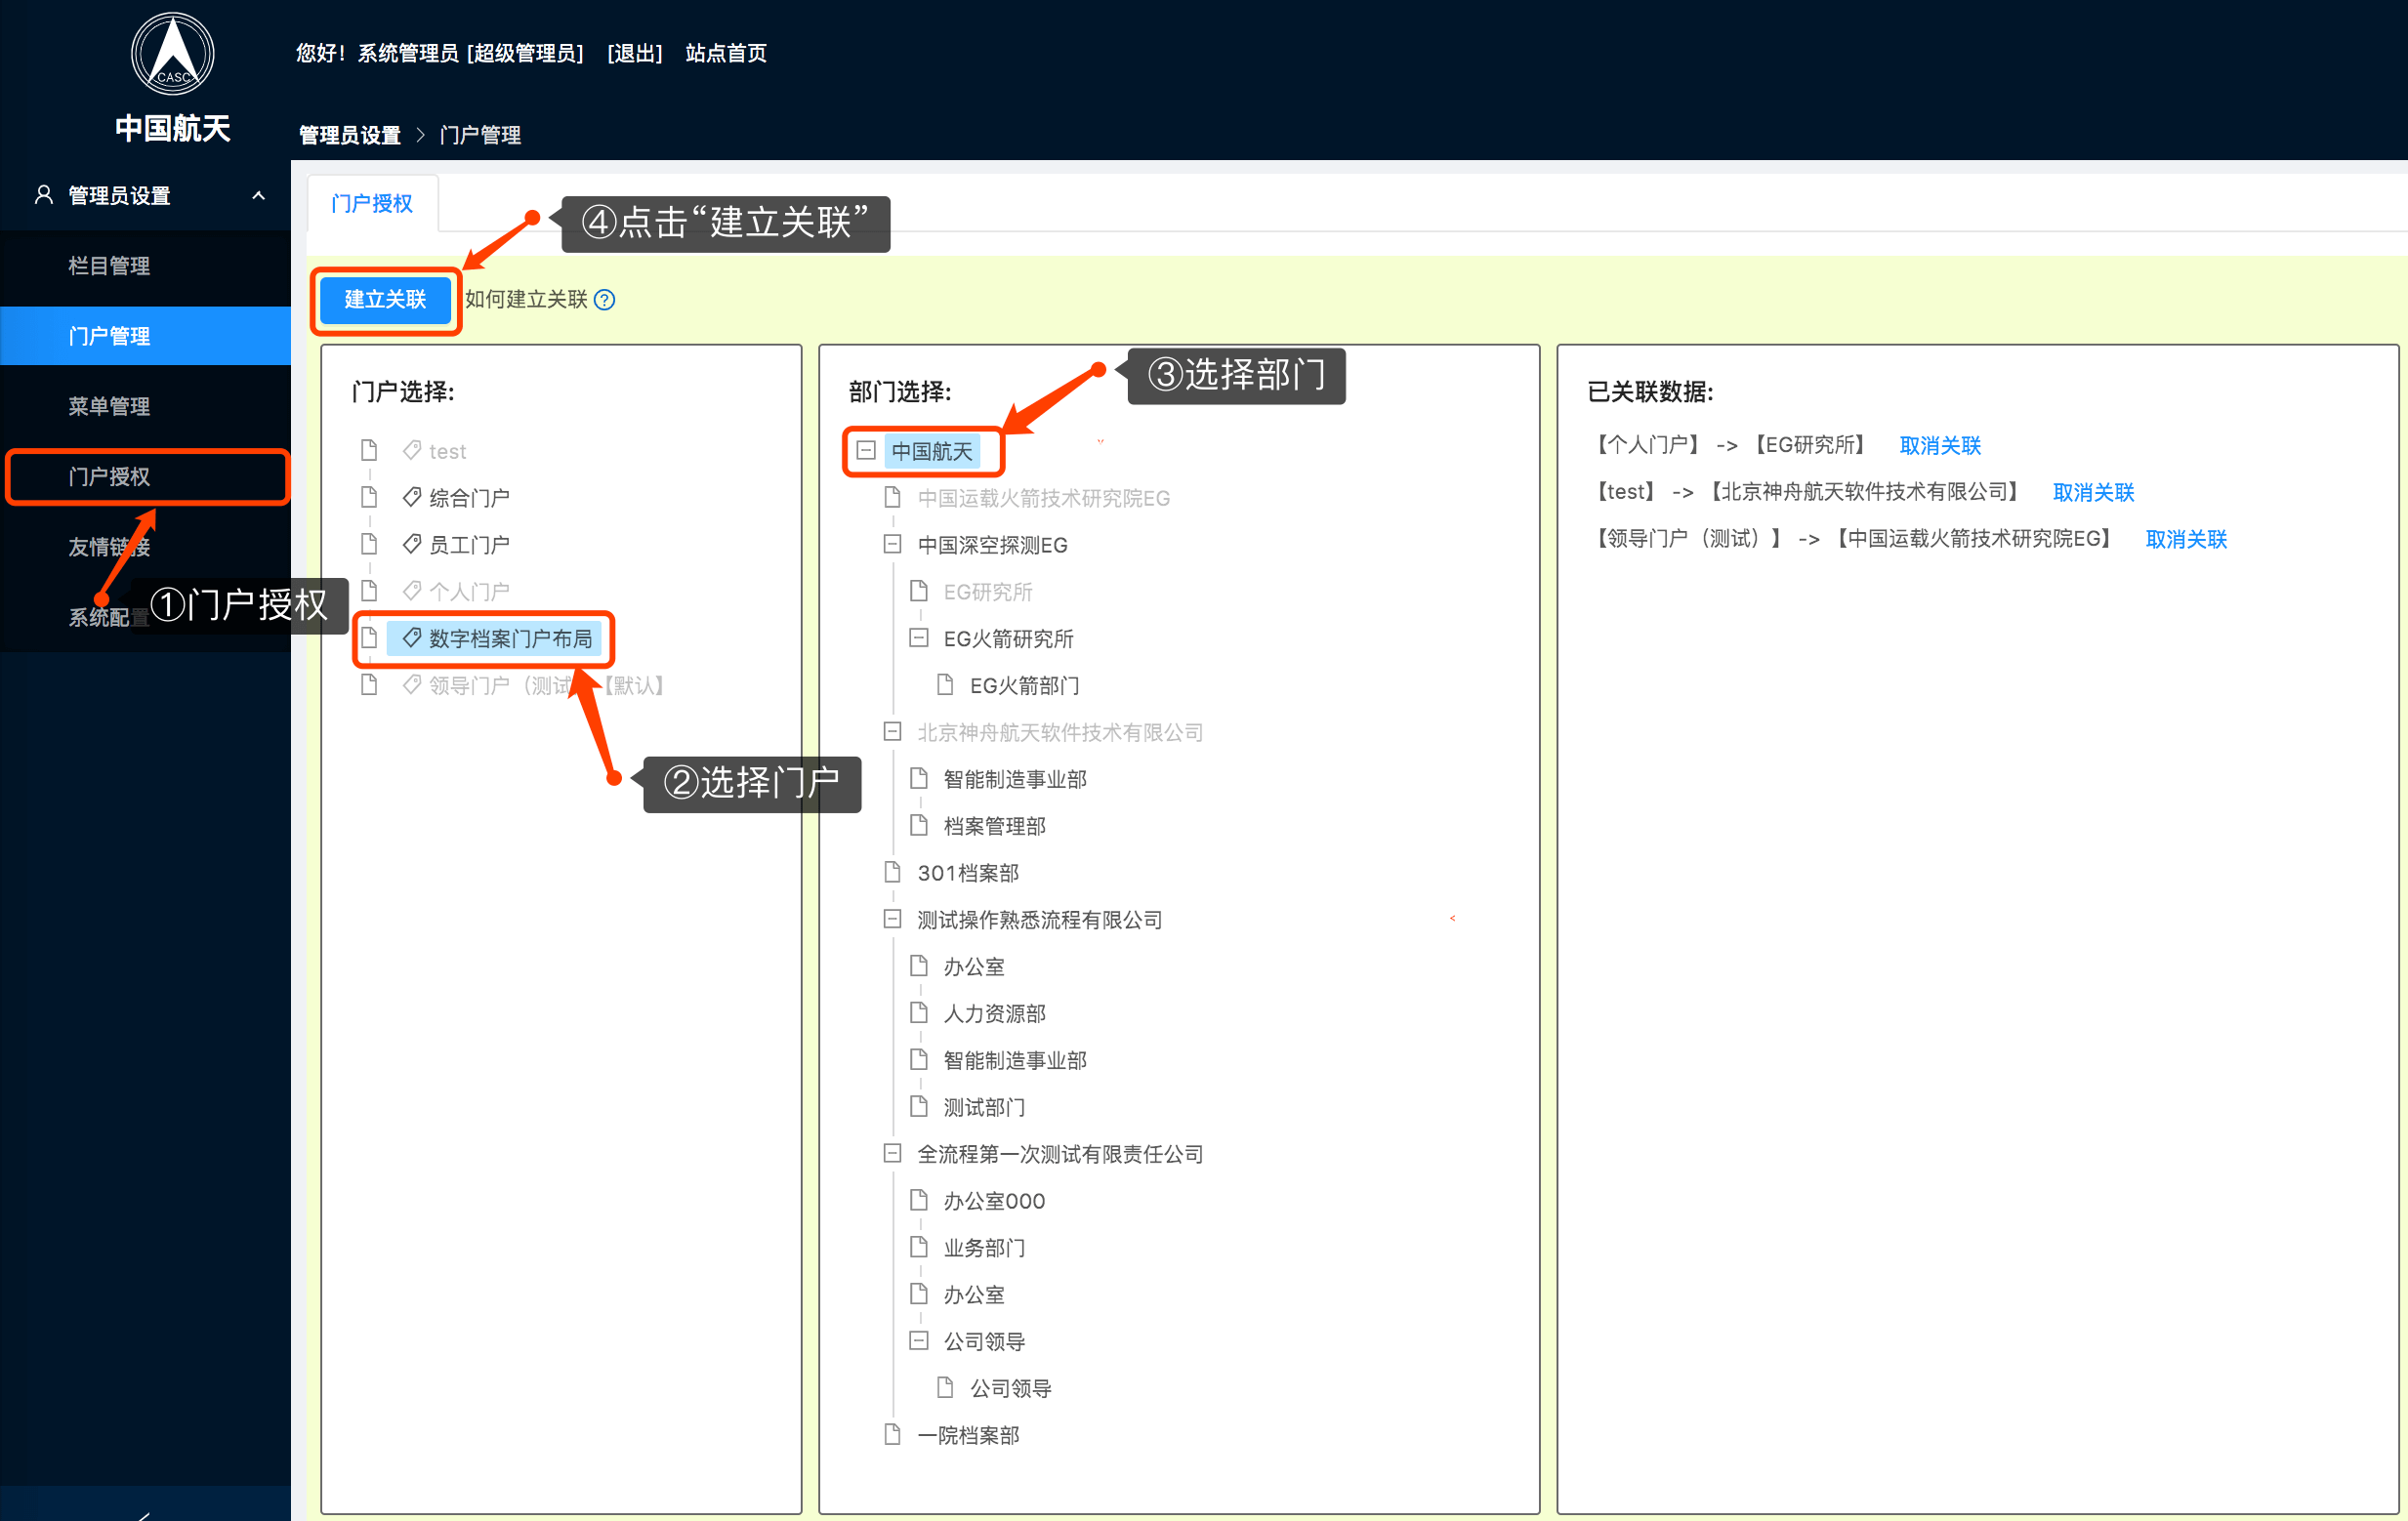 CASC
中国航天
您好！系统管理员 [超级管理员] [退出] 站点首页
管理员设置 > 门户管理
管理员设置
栏目管理
门户管理
菜单管理
门户授权
友情链接
系统配置
①门户授权
门户授权
④点击“建立关联”
建立关联 如何建立关联 ?
门户选择:
test
综合门户
员工门户
个人门户
数字档案门户布局
领导门户（测试 【默认】
②选择门户
部门选择:
③选择部门
中国航天
中国运载火箭技术研究院EG
中国深空探测EG
EG研究所
EG火箭研究所
EG火箭部门
北京神舟航天软件技术有限公司
智能制造事业部
档案管理部
301档案部
测试操作熟悉流程有限公司
办公室
人力资源部
智能制造事业部
测试部门
全流程第一次测试有限责任公司
办公室000
业务部门
办公室
公司领导
公司领导
一院档案部
已关联数据:
【个人门户】 -> 【EG研究所】 取消关联
【test】 -> 【北京神舟航天软件技术有限公司】 取消关联
【领导门户（测试）】 -> 【中国运载火箭技术研究院EG】 取消关联